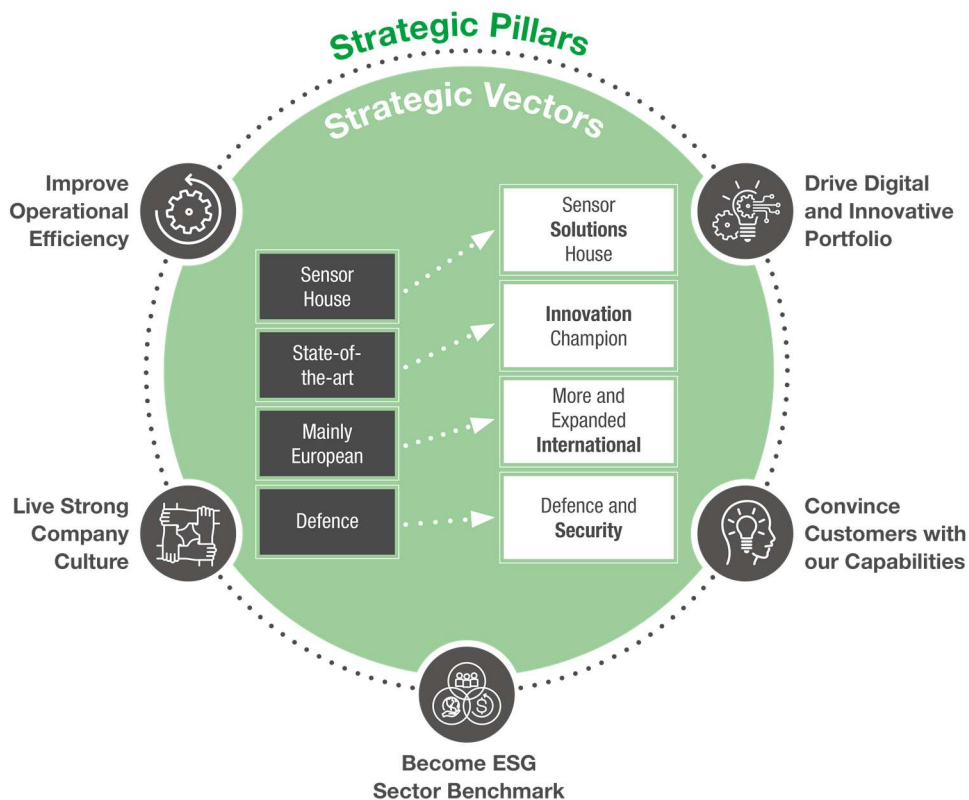 Strategic Pillars
Strategic Vectors
Improve
Operational
Efficiency
Drive Digital
and Innovative
Portfolio
Sensor
House
Sensor
Solutions
House
State-of-
the-art
Innovation
Champion
Mainly
European
More and
Expanded
International
Defence
Defence and
Security
Live Strong
Company
Culture
Convince
Customers with
our Capabilities
Become ESG
Sector Benchmark